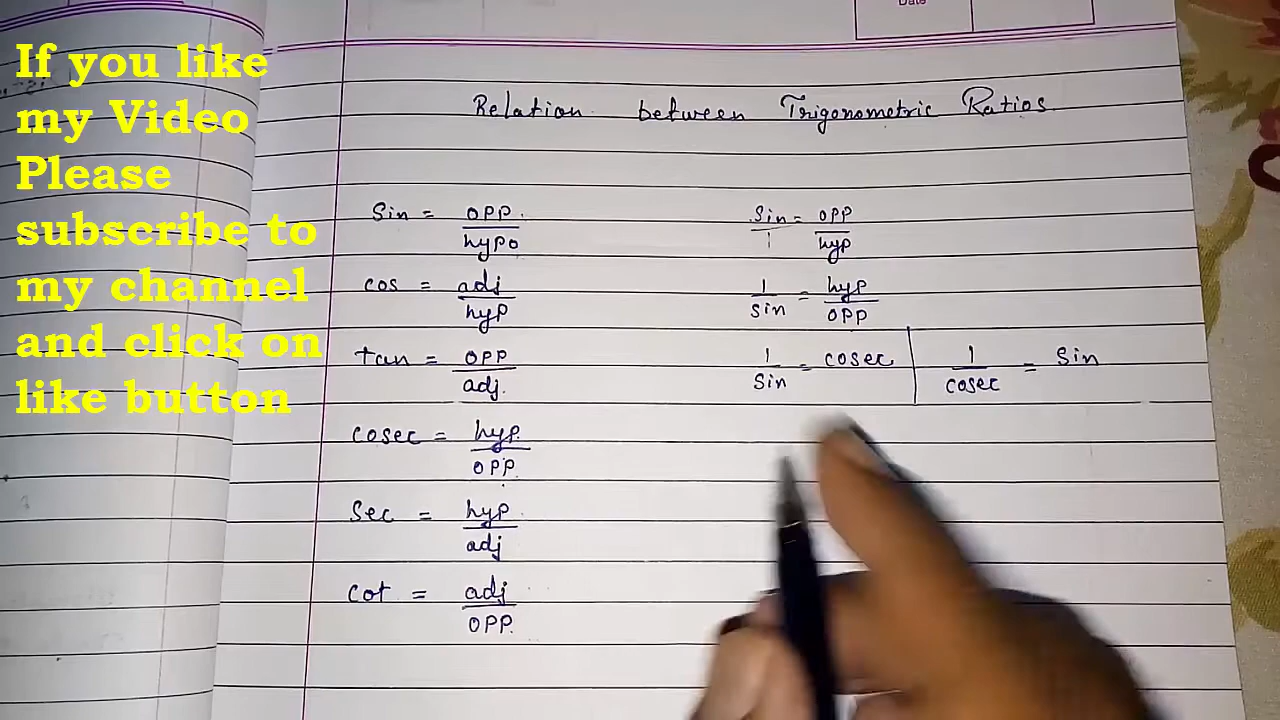 If you like
my Video
Please
subscribe to
my channel
and click on
like button
Date
Relation between Trigonometric Ratios
Sin = OPP
hypo
cos = adj
hyp
tan = OPP
adj.
cosec = hyp.
OPP.
Sec = hyp.
adj
cot = adj
OPP.
Sin = OPP
1 hyp
1 = hyp
Sin OPP
1 = cosec
Sin
1 = Sin
cosec